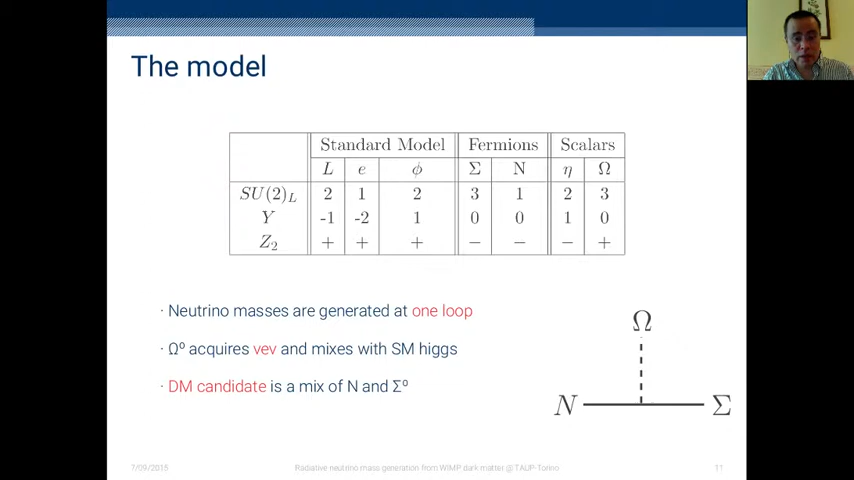 The model
Standard Model Fermions Scalars
L e ϕ Σ N η Ω
SU(2)_L 2 1 2 3 1 2 3
Y -1 -2 1 0 0 1 0
Z₂ + + + − − − +
· Neutrino masses are generated at one loop
· Ω⁰ acquires vev and mixes with SM higgs
· DM candidate is a mix of N and Σ⁰
Ω
N Σ
7/09/2015 Radiative neutrino mass generation from WIMP dark matter @TAUP-Torino 11